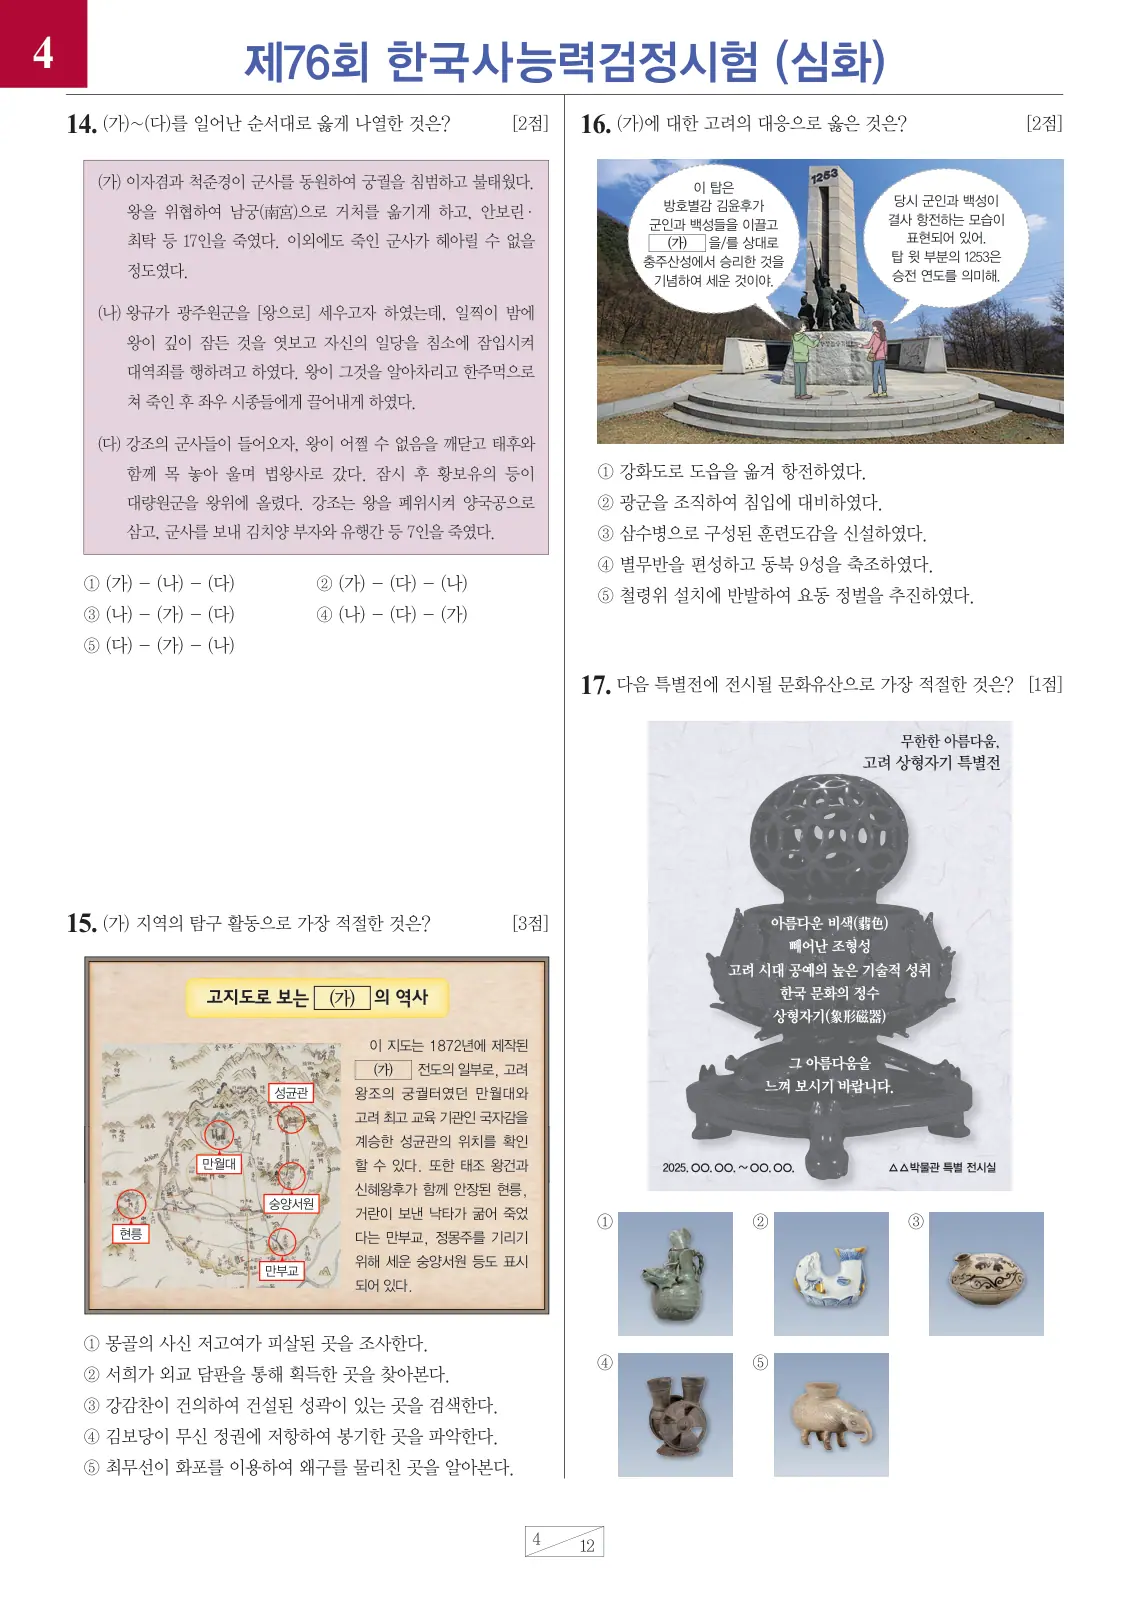 4
제76회 한국사능력검정시험 (심화)
14. (가)~(다)를 일어난 순서대로 옳게 나열한 것은? [2점]
(가) 이자겸과 척준경이 군사를 동원하여 궁궐을 침범하고 불태웠다.
왕을 위협하여 남궁(南宮)으로 거처를 옮기게 하고, 안보린·
최탁 등 17인을 죽였다. 이외에도 죽인 군사가 헤아릴 수 없을
정도였다.
(나) 왕규가 광주원군을 [왕으로] 세우고자 하였는데, 일찍이 밤에
왕이 깊이 잠든 것을 엿보고 자신의 일당을 침소에 잠입시켜
대역죄를 행하려고 하였다. 왕이 그것을 알아차리고 한주먹으로
쳐 죽인 후 좌우 시종들에게 끌어내게 하였다.
(다) 강조의 군사들이 들어오자, 왕이 어쩔 수 없음을 깨닫고 태후와
함께 목 놓아 울며 법왕사로 갔다. 잠시 후 황보유의 등이
대량원군을 왕위에 올렸다. 강조는 왕을 폐위시켜 양국공으로
삼고, 군사를 보내 김치양 부자와 유행간 등 7인을 죽였다.
① (가) - (나) - (다) ② (가) - (다) - (나)
③ (나) - (가) - (다) ④ (나) - (다) - (가)
⑤ (다) - (가) - (나)
15. (가) 지역의 탐구 활동으로 가장 적절한 것은? [3점]
고지도로 보는 (가) 의 역사
성균관
만월대
숭양서원
현릉
만부교
이 지도는 1872년에 제작된
(가) 전도의 일부로, 고려
왕조의 궁궐터였던 만월대와
고려 최고 교육 기관인 국자감을
계승한 성균관의 위치를 확인
할 수 있다. 또한 태조 왕건과
신혜왕후가 함께 안장된 현릉,
거란이 보낸 낙타가 굶어 죽었
다는 만부교, 정몽주를 기리기
위해 세운 숭양서원 등도 표시
되어 있다.
① 몽골의 사신 저고여가 피살된 곳을 조사한다.
② 서희가 외교 담판을 통해 획득한 곳을 찾아본다.
③ 강감찬이 건의하여 건설된 성곽이 있는 곳을 검색한다.
④ 김보당이 무신 정권에 저항하여 봉기한 곳을 파악한다.
⑤ 최무선이 화포를 이용하여 왜구를 물리친 곳을 알아본다.
16. (가)에 대한 고려의 대응으로 옳은 것은? [2점]
1253
이 탑은
방호별감 김윤후가
군인과 백성들을 이끌고
(가) 을/를 상대로
충주산성에서 승리한 것을
기념하여 세운 것이야.
당시 군인과 백성이
결사 항전하는 모습이
표현되어 있어.
탑 윗 부분의 1253은
승전 연도를 의미해.
① 강화도로 도읍을 옮겨 항전하였다.
② 광군을 조직하여 침입에 대비하였다.
③ 삼수병으로 구성된 훈련도감을 신설하였다.
④ 별무반을 편성하고 동북 9성을 축조하였다.
⑤ 철령위 설치에 반발하여 요동 정벌을 추진하였다.
17. 다음 특별전에 전시될 문화유산으로 가장 적절한 것은? [1점]
무한한 아름다움,
고려 상형자기 특별전
아름다운 비색(翡色)
빼어난 조형성
고려 시대 공예의 높은 기술적 성취
한국 문화의 정수
상형자기(象形磁器)
그 아름다움을
느껴 보시기 바랍니다.
2025. ○○. ○○. ~ ○○. ○○. △△박물관 특별 전시실
① ② ③
④ ⑤
4 12